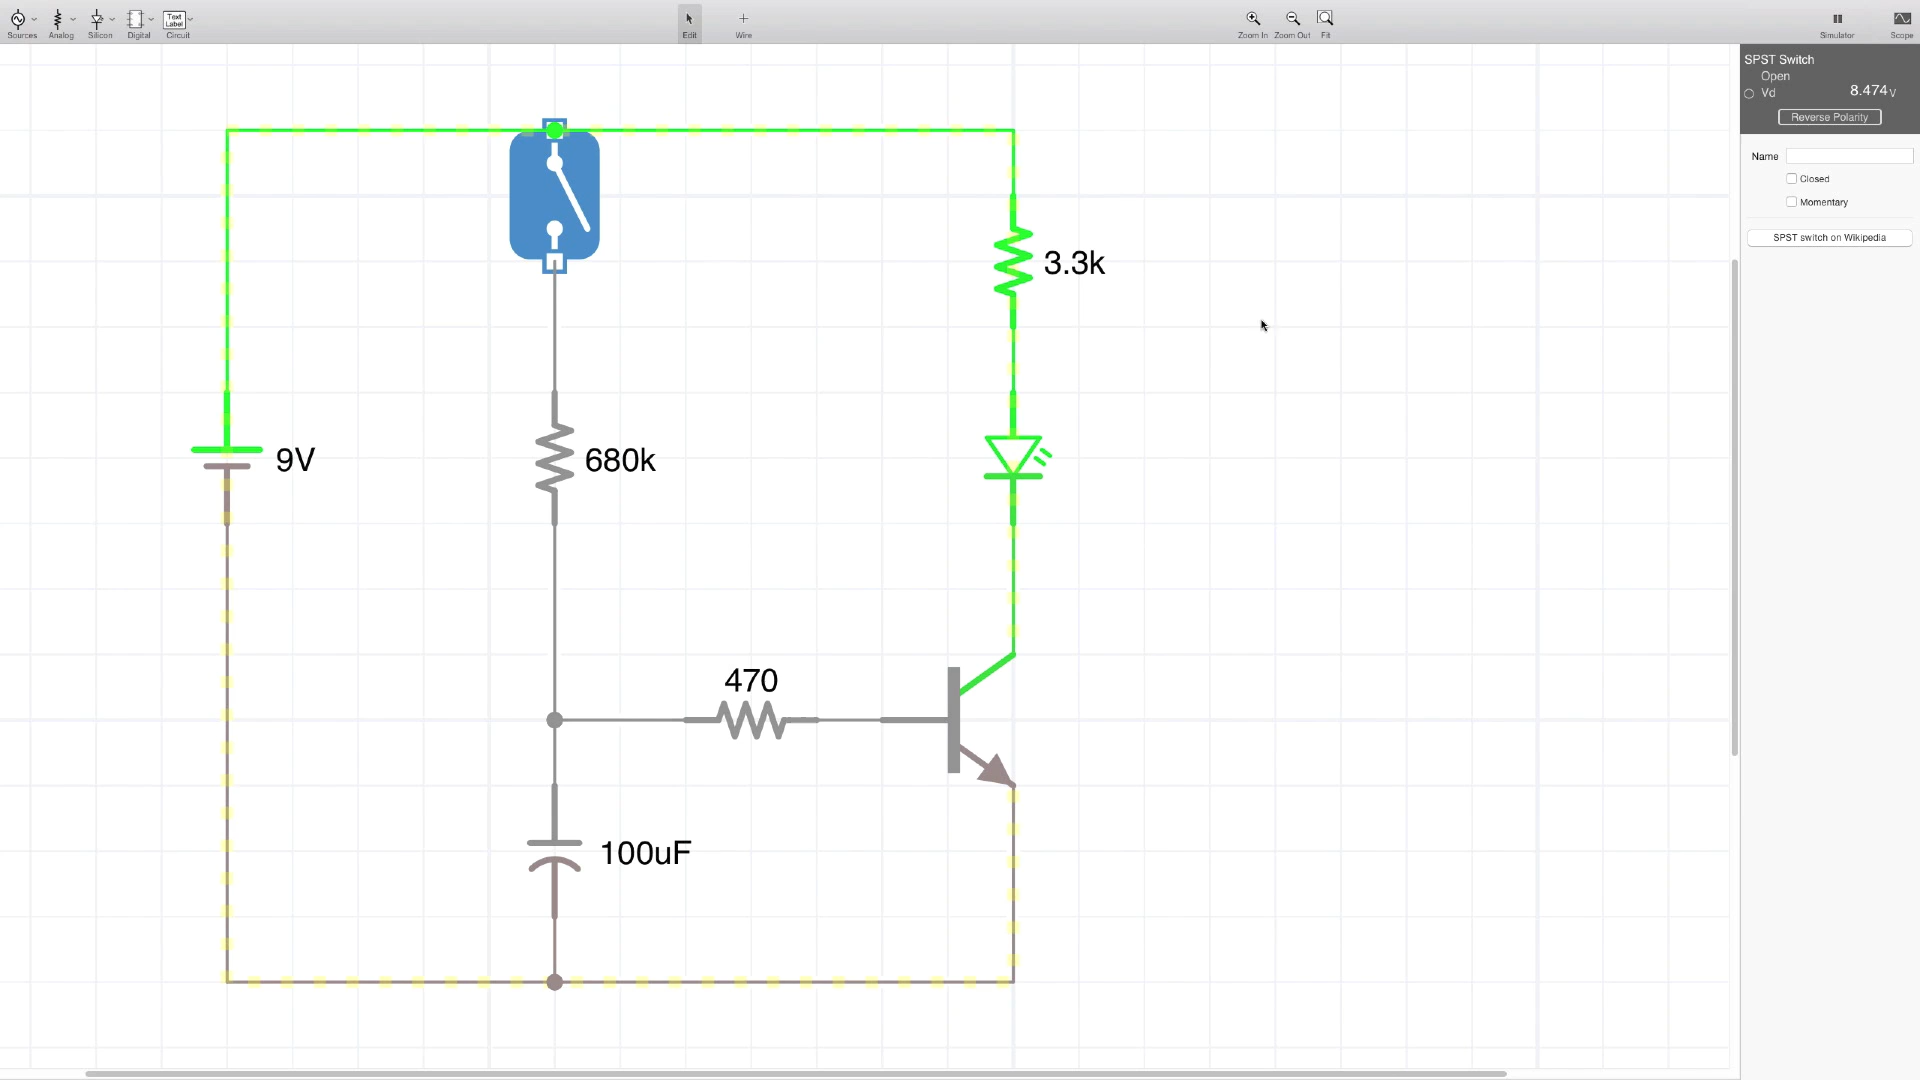 Sources
Analog
Silicon
Digital
Text
Label
Circuit
Edit
Wire
Zoom In
Zoom Out
Fit
Simulator
Scope
SPST Switch
Open
Vd 8.474 V
Reverse Polarity
Name
Closed
Momentary
SPST switch on Wikipedia
3.3k
9V
680k
470
100uF